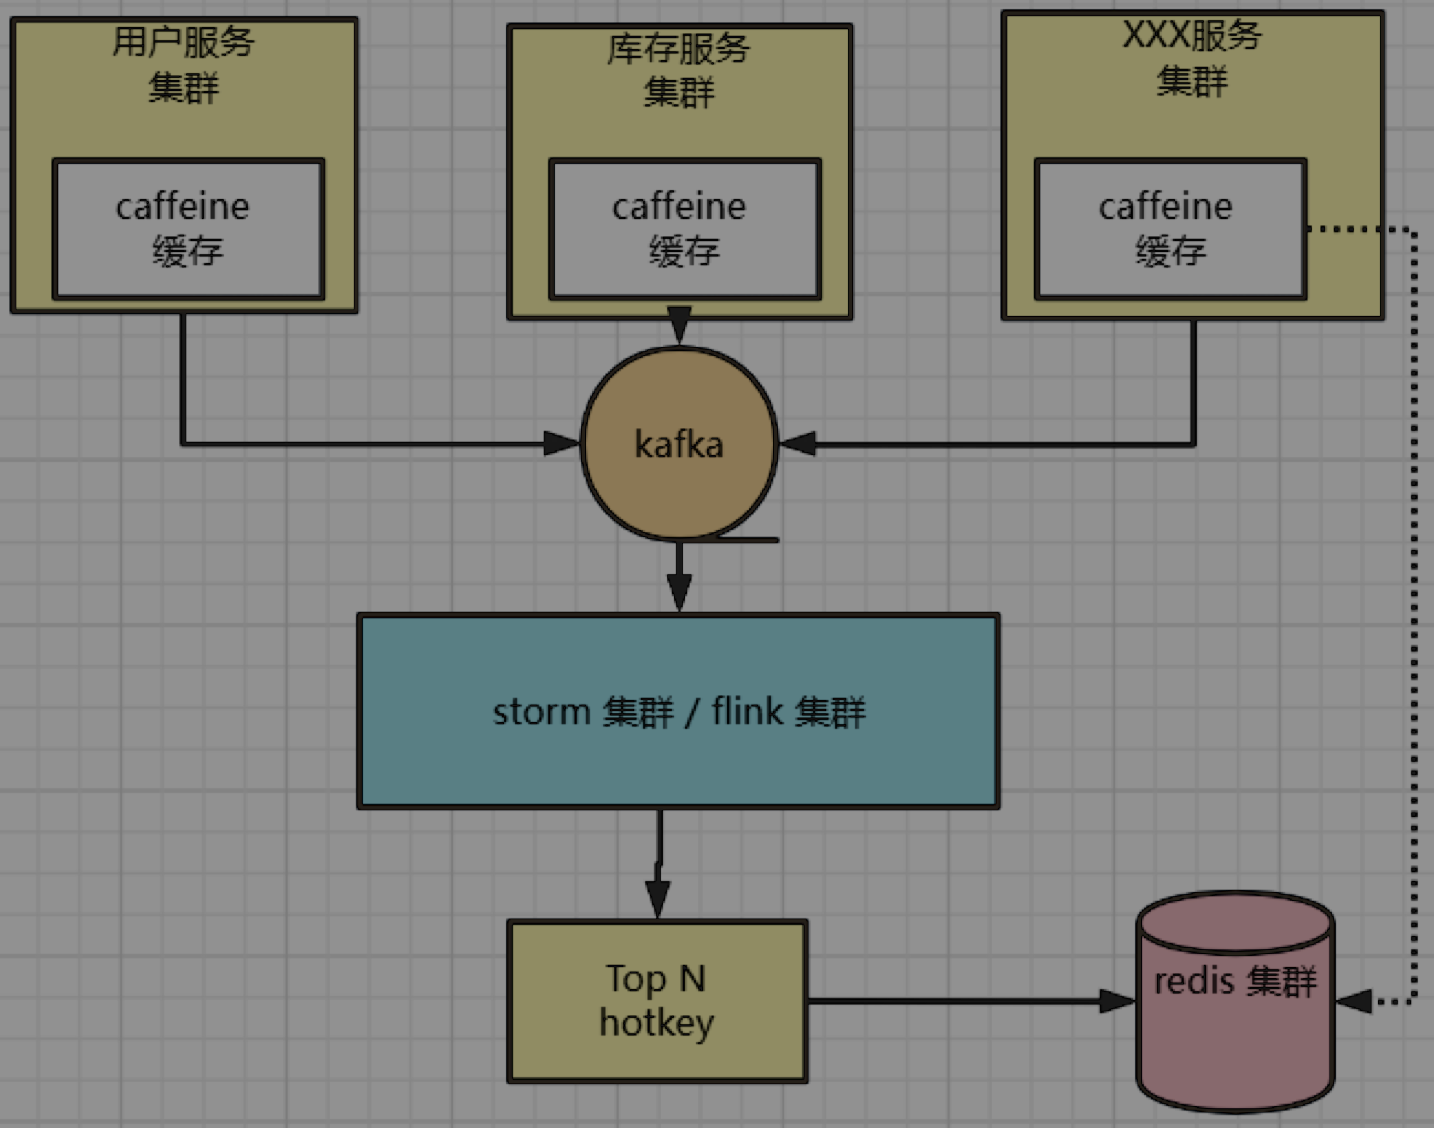 用户服务
集群
库存服务
集群
XXX服务
集群
caffeine
缓存
caffeine
缓存
caffeine
缓存
kafka
storm 集群 / flink 集群
Top N
hotkey
redis 集群